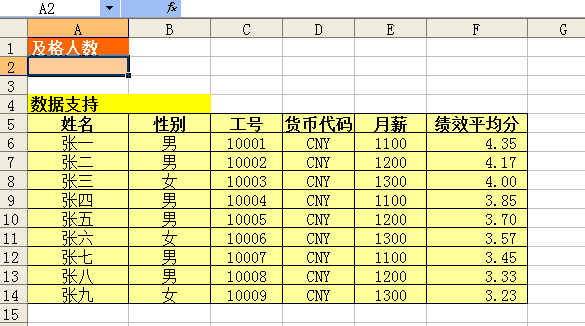 A2 fx
A B C D E F G
1 及格人数
2
3
4 数据支持
5 姓名 性别 工号 货币代码 月薪 绩效平均分
6 张一 男 10001 CNY 1100 4.35
7 张二 男 10002 CNY 1200 4.17
8 张三 女 10003 CNY 1300 4.00
9 张四 男 10004 CNY 1100 3.85
10 张五 男 10005 CNY 1200 3.70
11 张六 女 10006 CNY 1300 3.57
12 张七 男 10007 CNY 1100 3.45
13 张八 男 10008 CNY 1200 3.33
14 张九 女 10009 CNY 1300 3.23
15